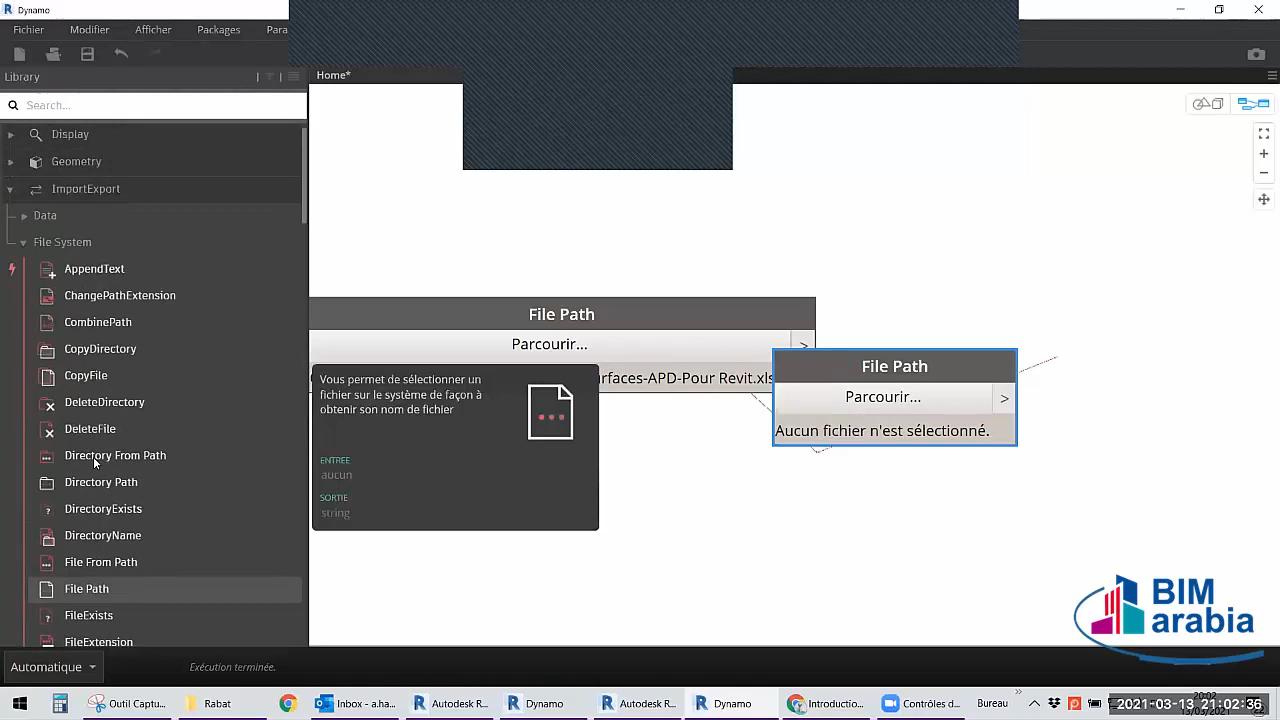 Dynamo
Fichier Modifier Afficher Packages Para
Library
Home*
Search...
Display
Geometry
ImportExport
Data
File System
AppendText
ChangePathExtension
CombinePath
CopyDirectory
CopyFile
DeleteDirectory
DeleteFile
Directory From Path
Directory Path
DirectoryExists
DirectoryName
File From Path
File Path
FileExists
FileExtension
File Path
Parcourir... >
rfaces-APD-Pour Revit.xls
File Path
Parcourir... >
Aucun fichier n'est sélectionné.
Vous permet de sélectionner un
fichier sur le système de façon à
obtenir son nom de fichier
ENTREE
aucun
SORTIE
string
BIM
arabia
Automatique
Exécution terminée.
Outil Captu...
Rabat
Inbox - a.ha...
Autodesk R...
Dynamo
Autodesk R...
Dynamo
Introductio...
Contrôles d...
Bureau
20:02
2021-03-13 21:02:36